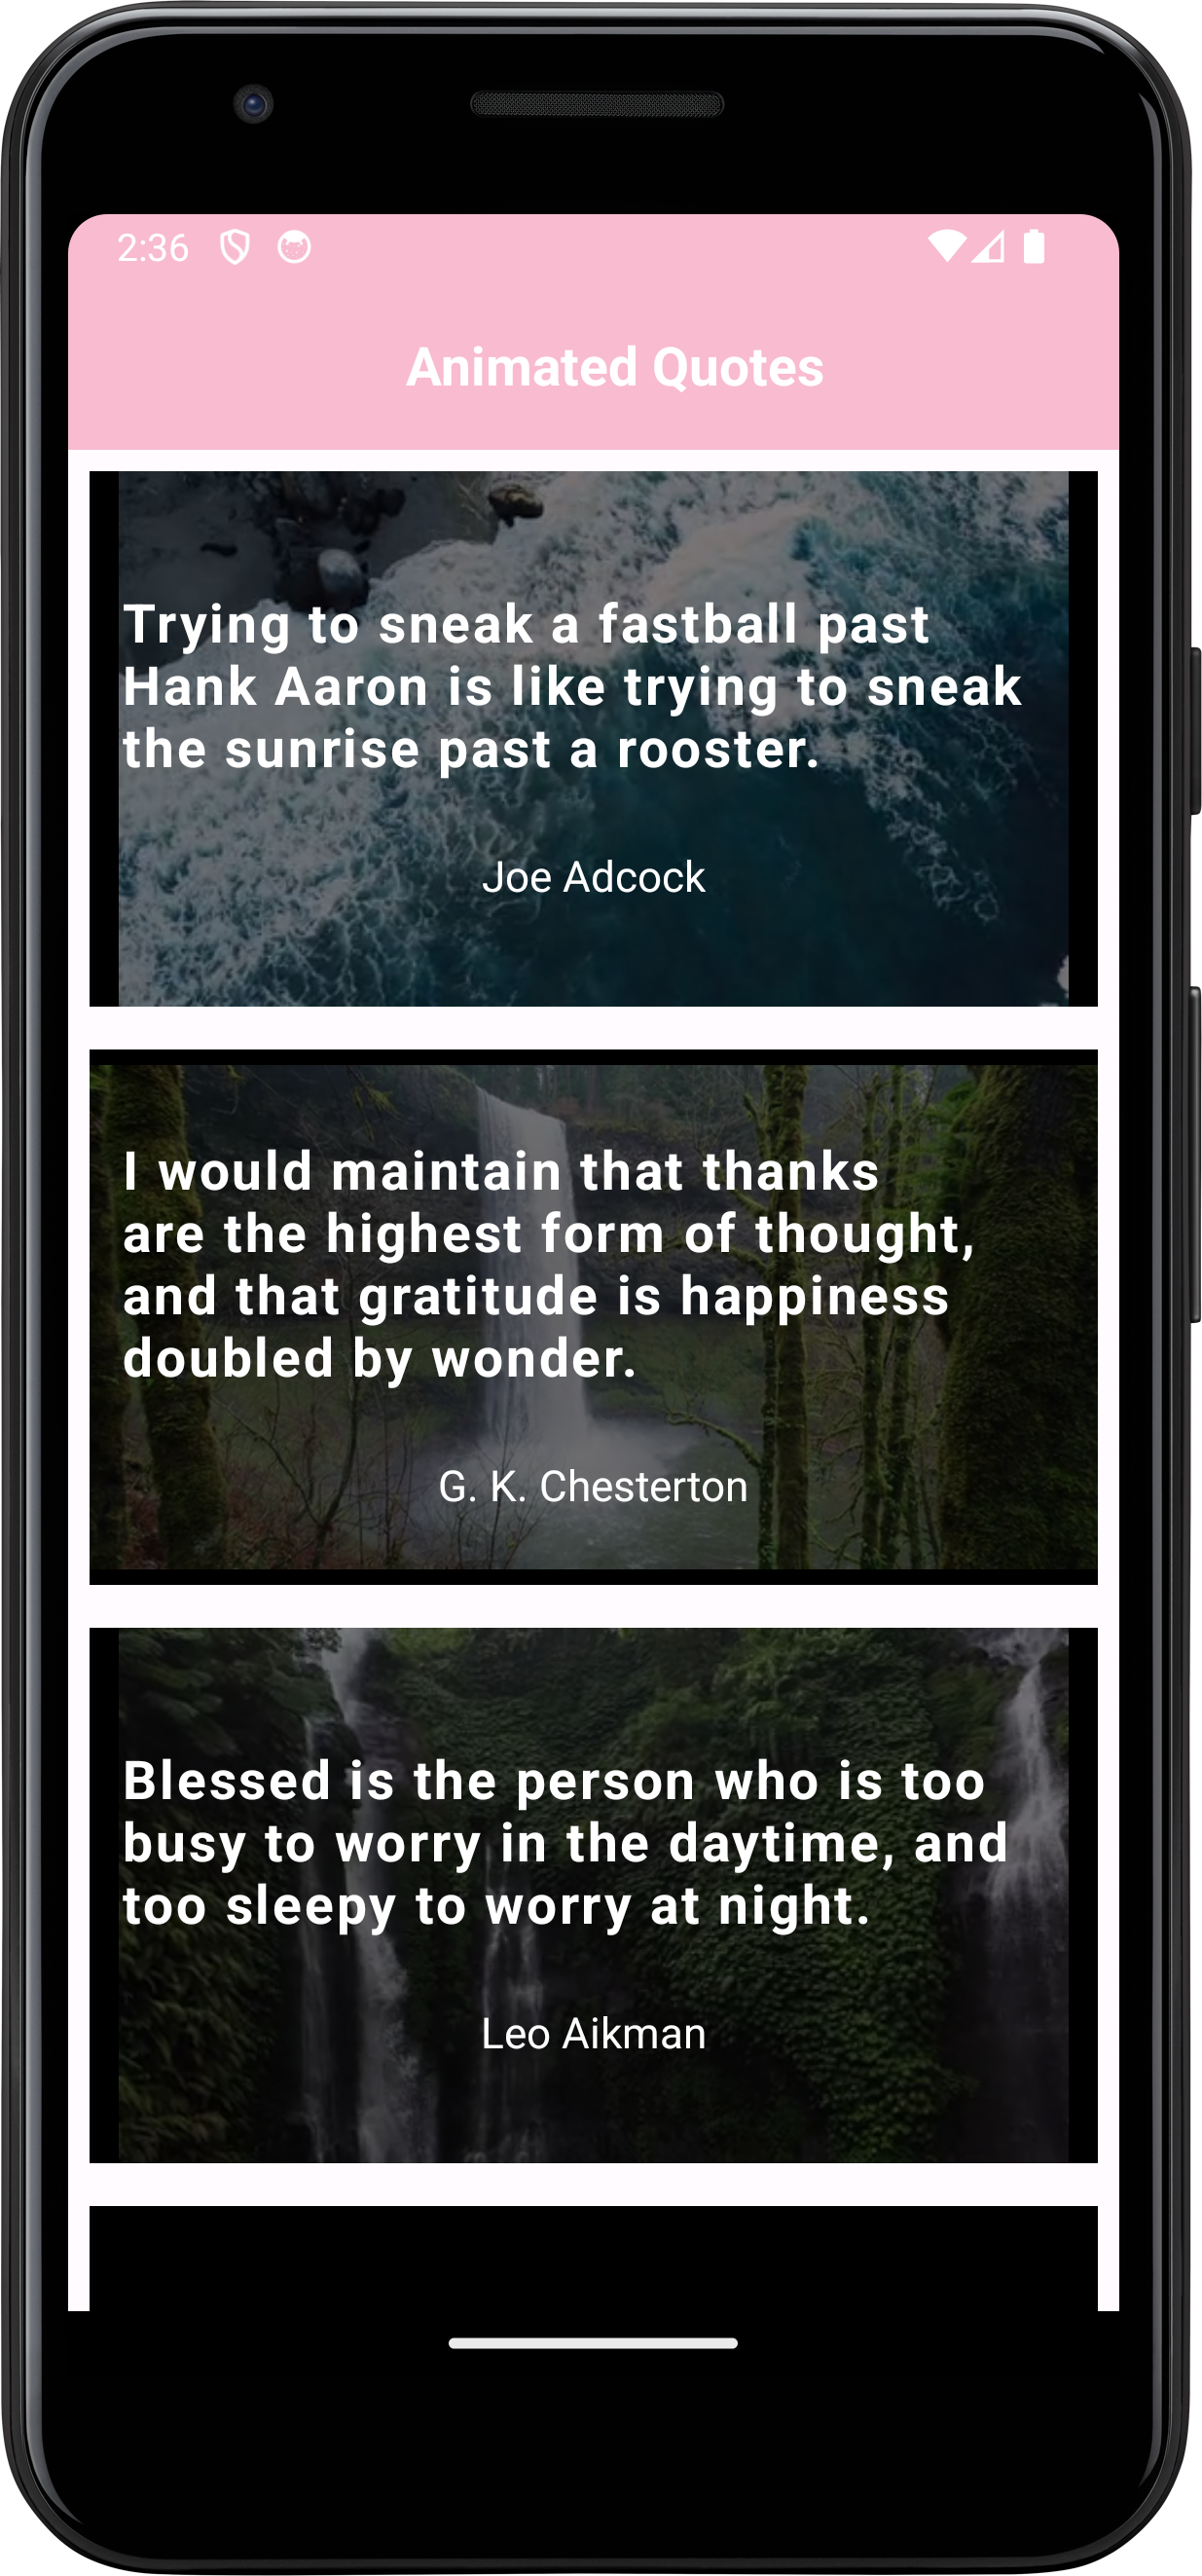 2:36
Animated Quotes
Trying to sneak a fastball past
Hank Aaron is like trying to sneak
the sunrise past a rooster.
Joe Adcock
I would maintain that thanks
are the highest form of thought,
and that gratitude is happiness
doubled by wonder.
G. K. Chesterton
Blessed is the person who is too
busy to worry in the daytime, and
too sleepy to worry at night.
Leo Aikman